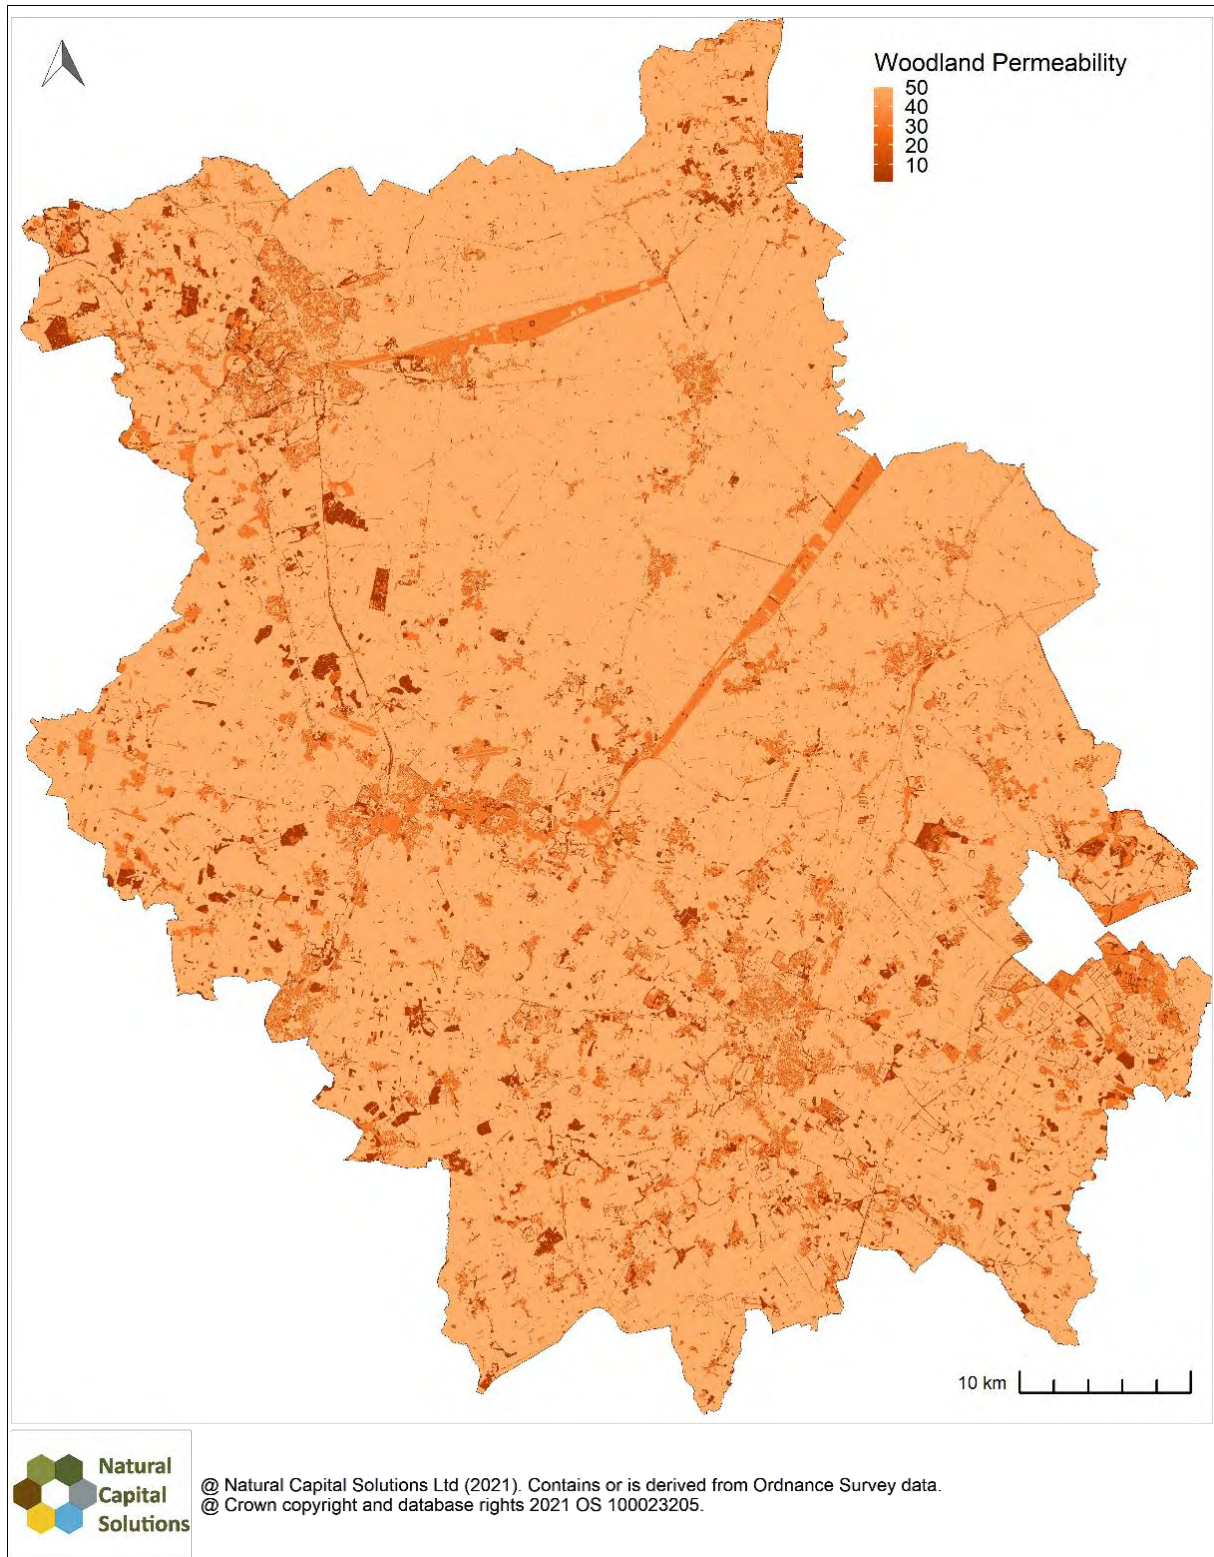 Woodland Permeability
50
40
30
20
10
10 km
Natural
Capital
Solutions
@ Natural Capital Solutions Ltd (2021). Contains or is derived from Ordnance Survey data.
@ Crown copyright and database rights 2021 OS 100023205.